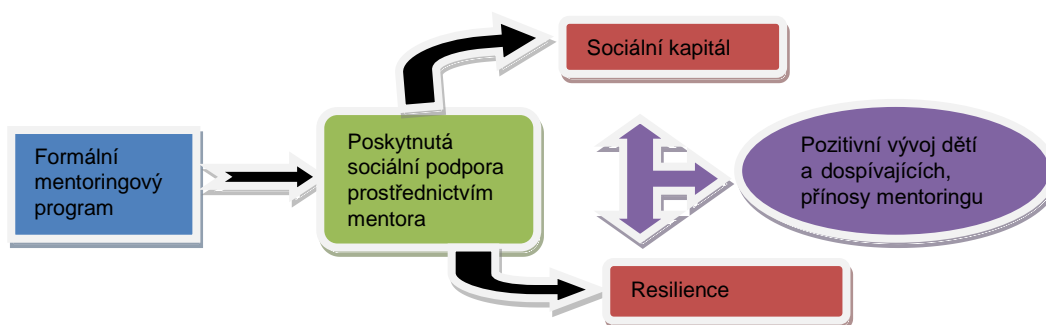 Formální
mentoringový
program
Poskytnutá
sociální podpora
prostřednictvím
mentora
Sociální kapitál
Pozitivní vývoj dětí
a dospívajících,
přínosy mentoringu
Resilience